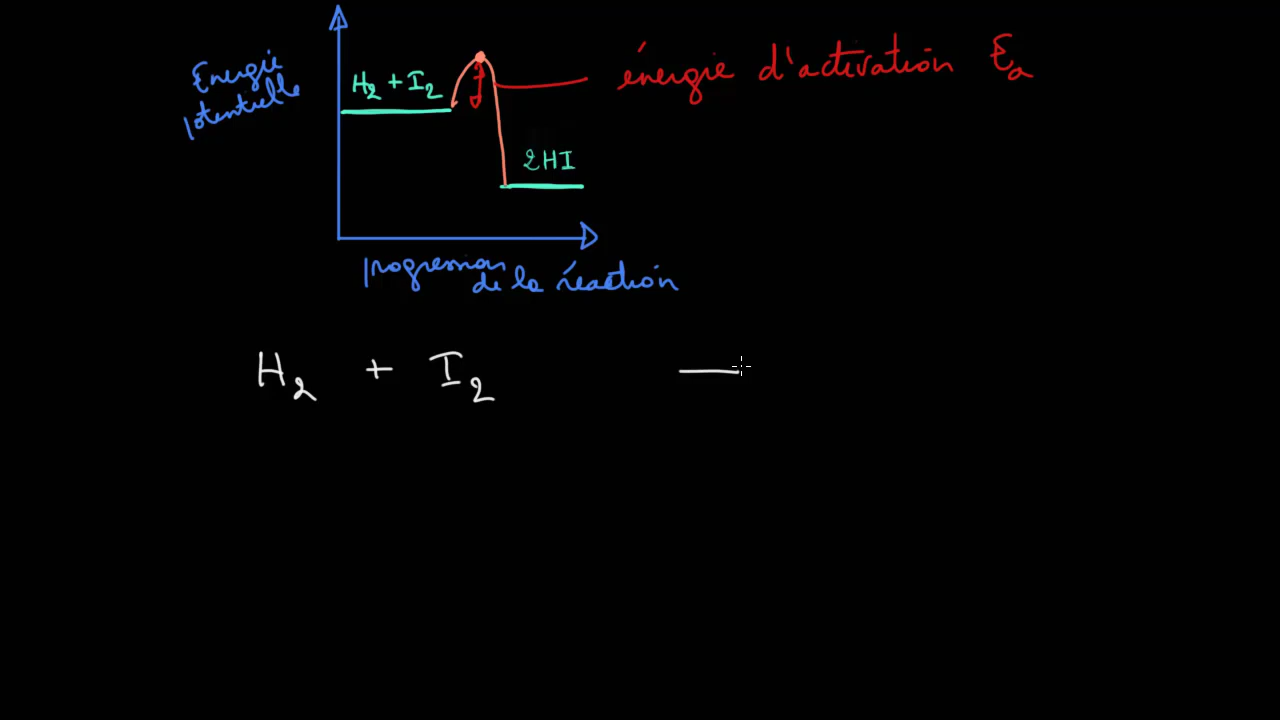 Energie
potentielle
H₂ + I₂
énergie d'activation Ea
2HI
progression
de la réaction
H₂ + I₂